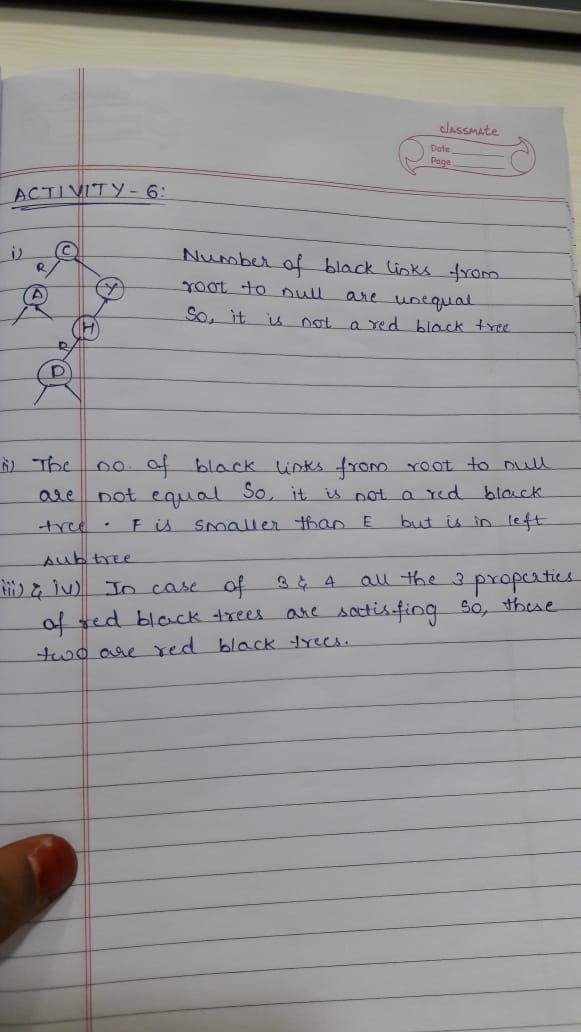 classmate
Date
Page
ACTIVITY-6:
i)
C
R
A
Y
H
R
D
Number of black links from
root to null are unequal
So, it is not a red black tree
ii) The no. of black links from root to null
are not equal So, it is not a red black
tree. F is smaller than E but is in left
subtree
iii) & iv) In case of 3 & 4 all the 3 properties
of red black trees are satisfing so, these
two are red black trees.